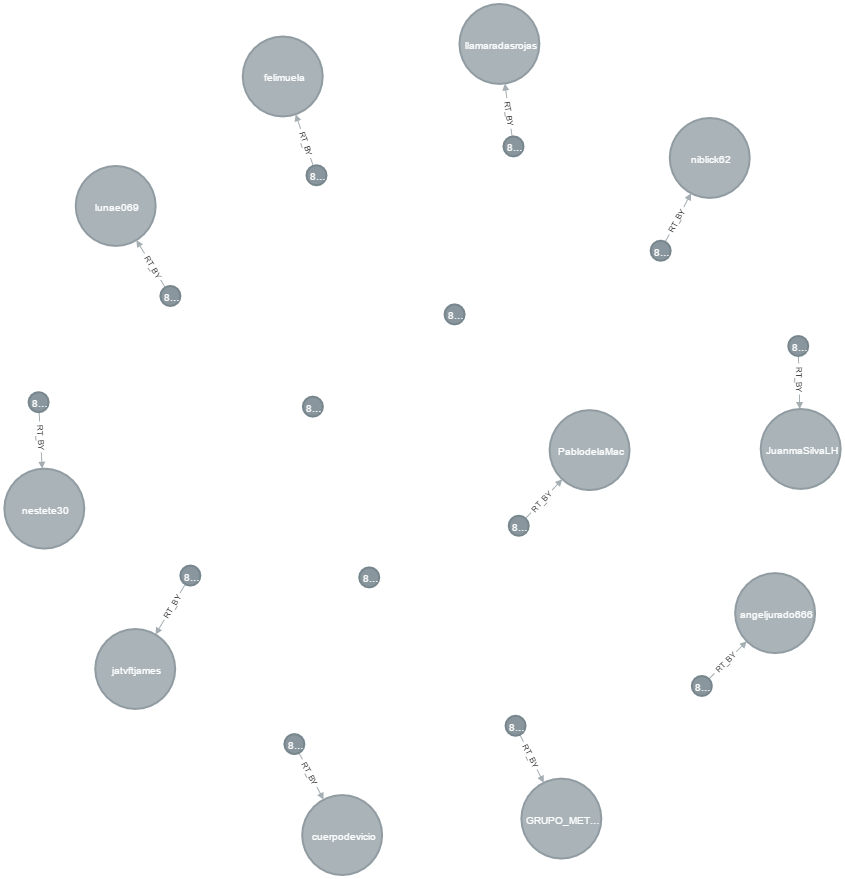 llamaradasrojas
felimuela
RT_BY
RT_BY
8...
niblick62
8...
lunae069
RT_BY
8...
RT_BY
8...
8...
8...
RT_BY
8...
8...
RT_BY
PablodelaMac
JuanmaSilvaLH
nestete30
RT_BY
8...
8...
8...
RT_BY
angeljurado666
jatvftjames
RT_BY
8...
8...
8...
RT_BY
RT_BY
GRUPO_MET...
cuerpodevicio